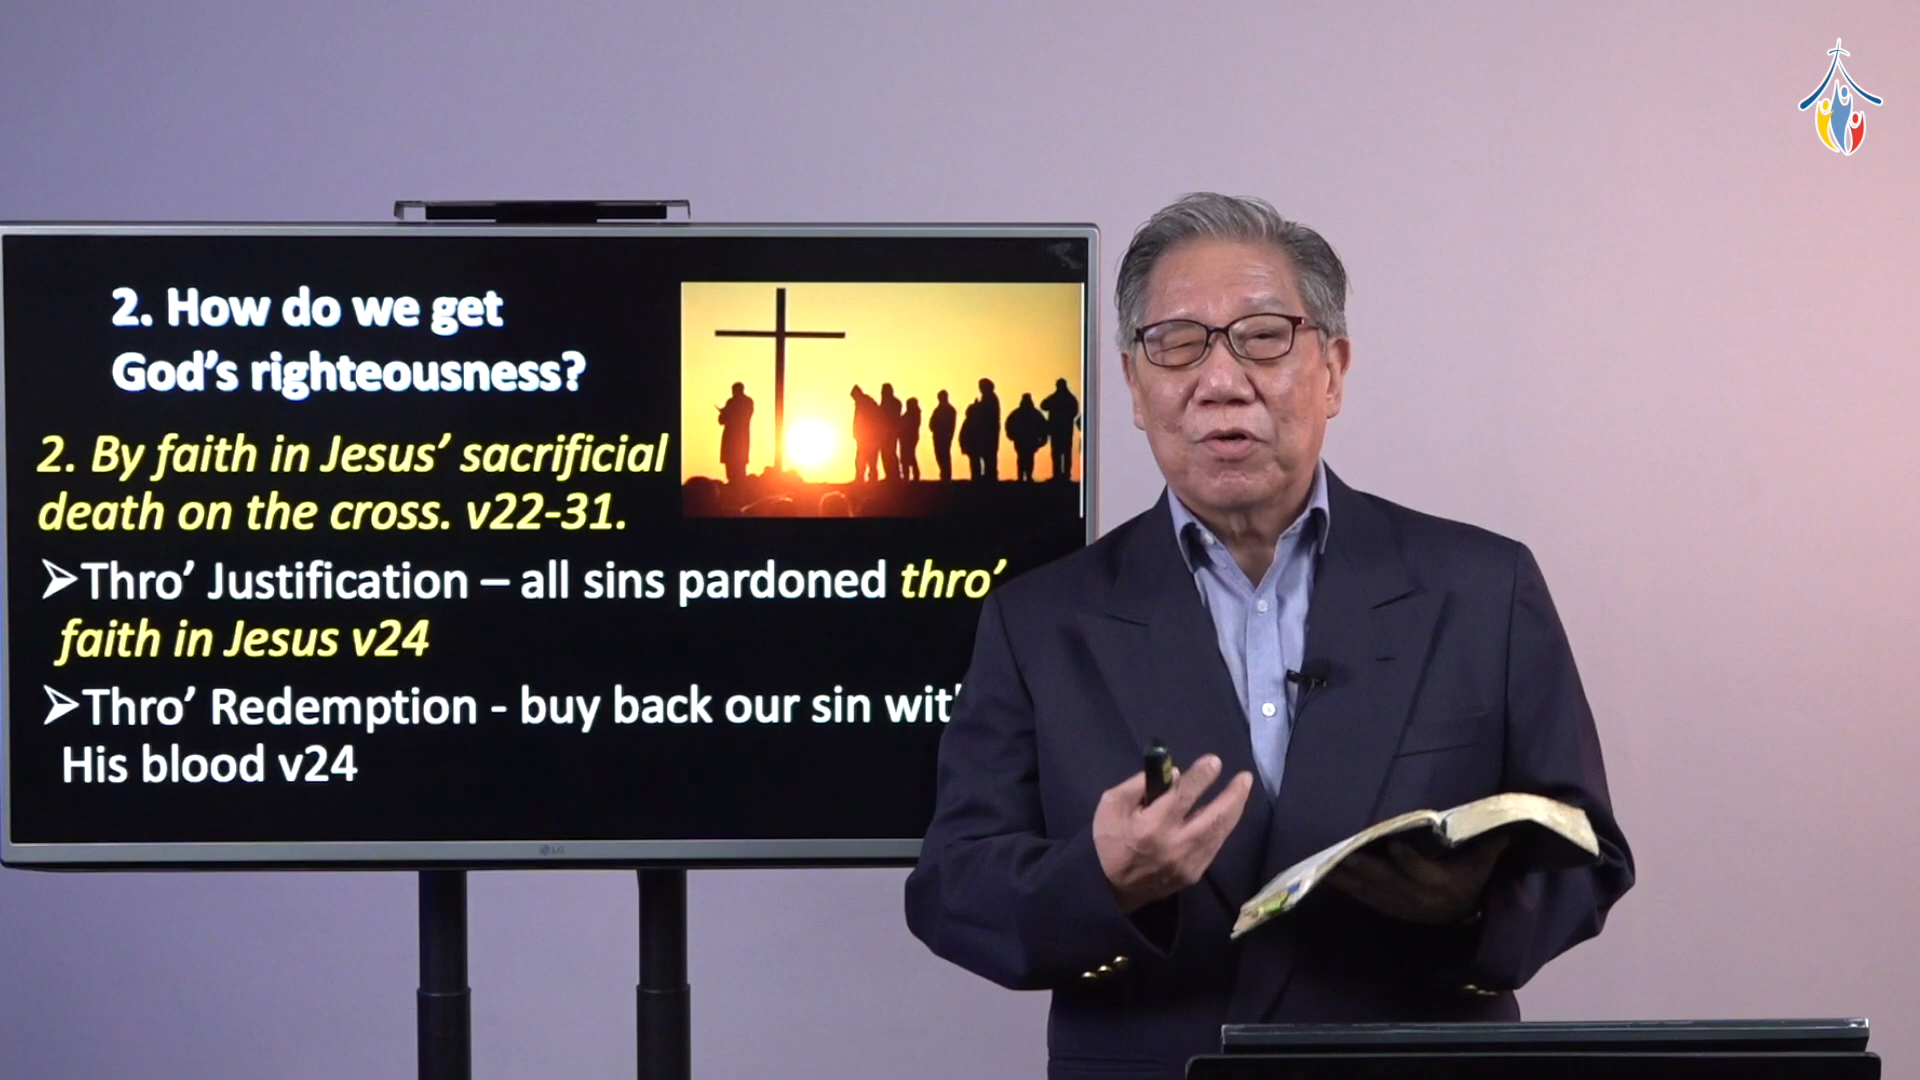 2. How do we get
God’s righteousness?
2. By faith in Jesus’ sacrificial
death on the cross. v22-31.
➢Thro’ Justification – all sins pardoned thro’
faith in Jesus v24
➢Thro’ Redemption - buy back our sin wit
His blood v24
LG